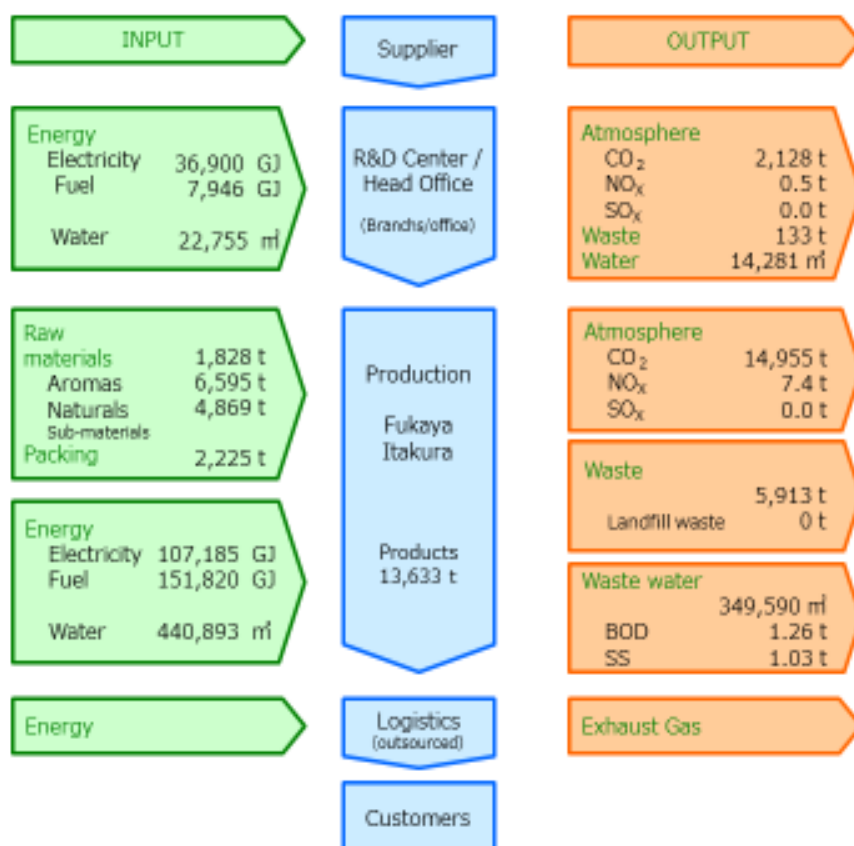 INPUT
Supplier
OUTPUT
Energy
Electricity 36,900 GJ
Fuel 7,946 GJ
Water 22,755 ㎥
R&D Center /
Head Office
(Branchs/office)
Atmosphere
CO₂ 2,128 t
NOₓ 0.5 t
SOₓ 0.0 t
Waste 133 t
Water 14,281 ㎥
Raw
materials 1,828 t
Aromas 6,595 t
Naturals 4,869 t
Sub-materials
Packing 2,225 t
Energy
Electricity 107,185 GJ
Fuel 151,820 GJ
Water 440,893 ㎥
Production
Fukaya
Itakura
Products
13,633 t
Atmosphere
CO₂ 14,955 t
NOₓ 7.4 t
SOₓ 0.0 t
Waste
5,913 t
Landfill waste 0 t
Waste water
349,590 ㎥
BOD 1.26 t
SS 1.03 t
Energy
Logistics
(outsourced)
Exhaust Gas
Customers